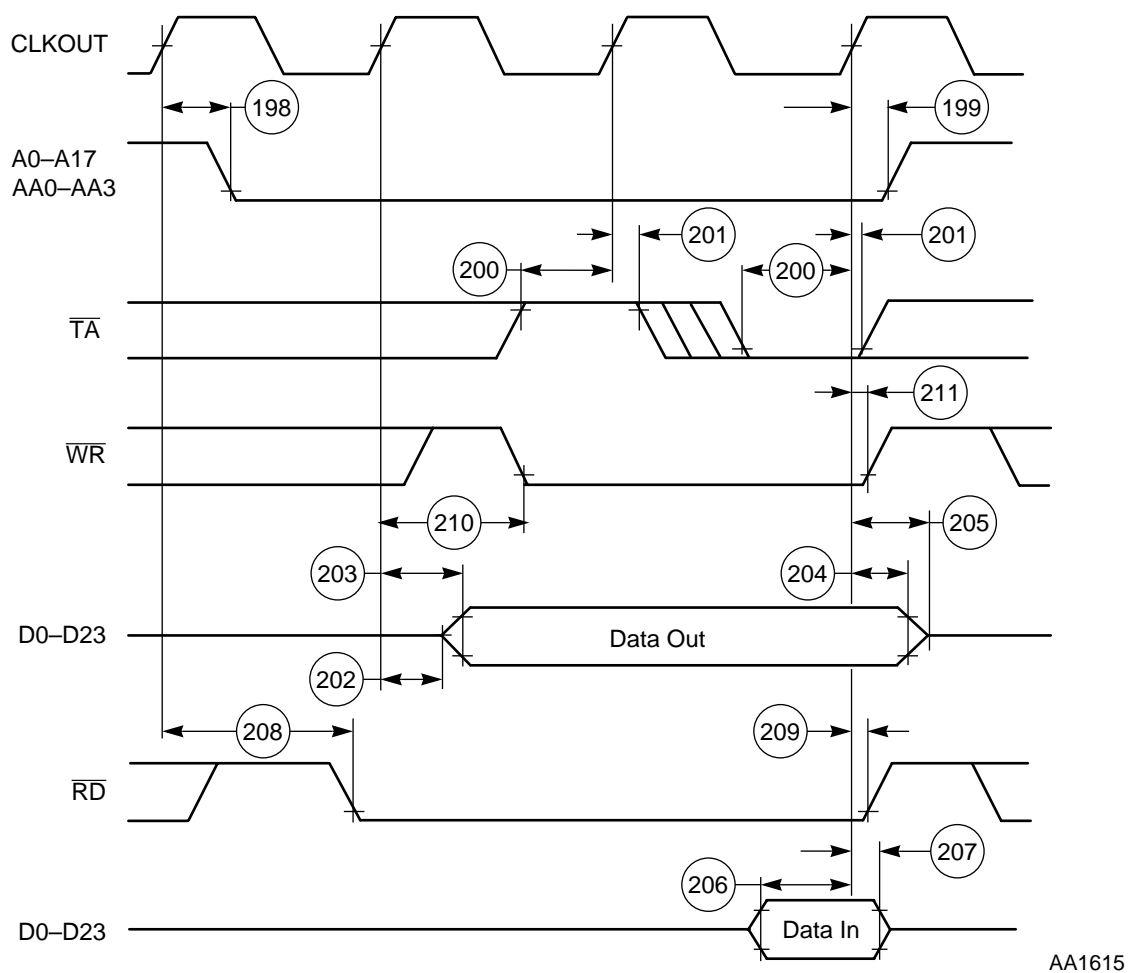 CLKOUT
198
199
A0–A17
AA0–AA3
201
201
200
200
TA
211
WR
210
205
203
204
D0–D23
Data Out
202
208
209
RD
207
206
D0–D23
Data In
AA1615